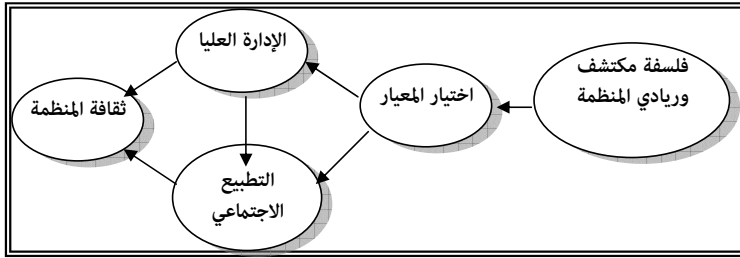 فلسفة مكتشف
وريادي المنظمة
اختيار المعيار
الإدارة العليا
التطبيع
الاجتماعي
ثقافة المنظمة